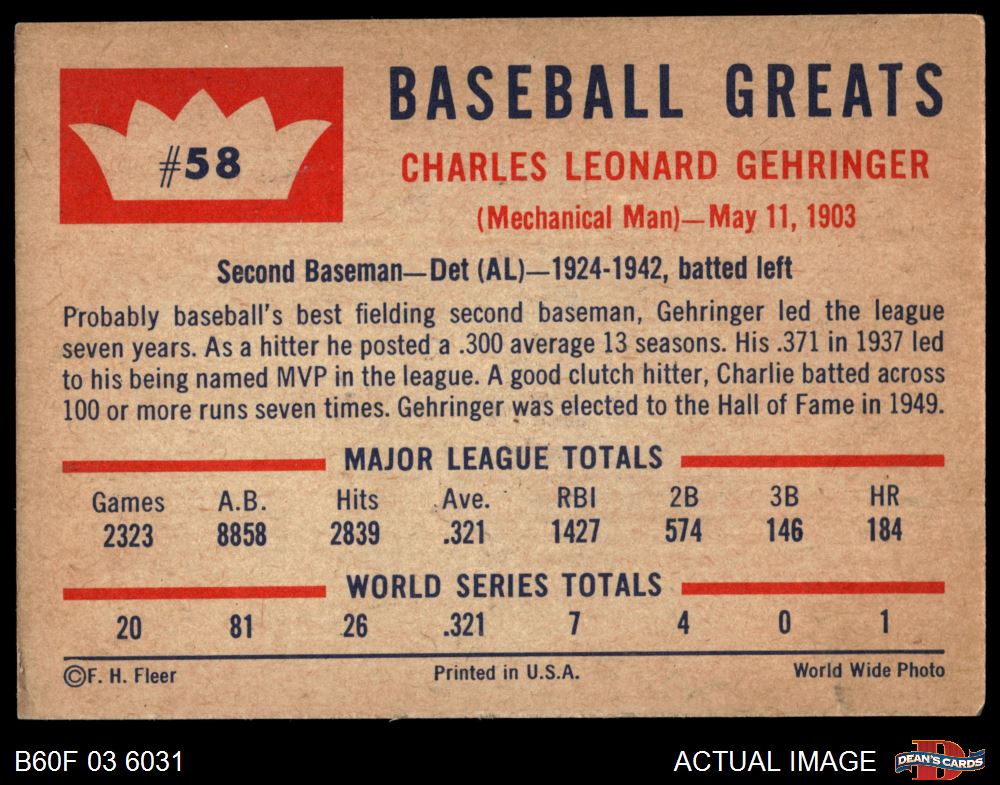 #58
BASEBALL GREATS
CHARLES LEONARD GEHRINGER
(Mechanical Man)—May 11, 1903
Second Baseman—Det (AL)—1924-1942, batted left
Probably baseball's best fielding second baseman, Gehringer led the league
seven years. As a hitter he posted a .300 average 13 seasons. His .371 in 1937 led
to his being named MVP in the league. A good clutch hitter, Charlie batted across
100 or more runs seven times. Gehringer was elected to the Hall of Fame in 1949.
MAJOR LEAGUE TOTALS
Games A.B. Hits Ave. RBI 2B 3B HR
2323 8858 2839 .321 1427 574 146 184
WORLD SERIES TOTALS
20 81 26 .321 7 4 0 1
©F. H. Fleer Printed in U.S.A. World Wide Photo
B60F 03 6031 ACTUAL IMAGE DEAN'S CARDS